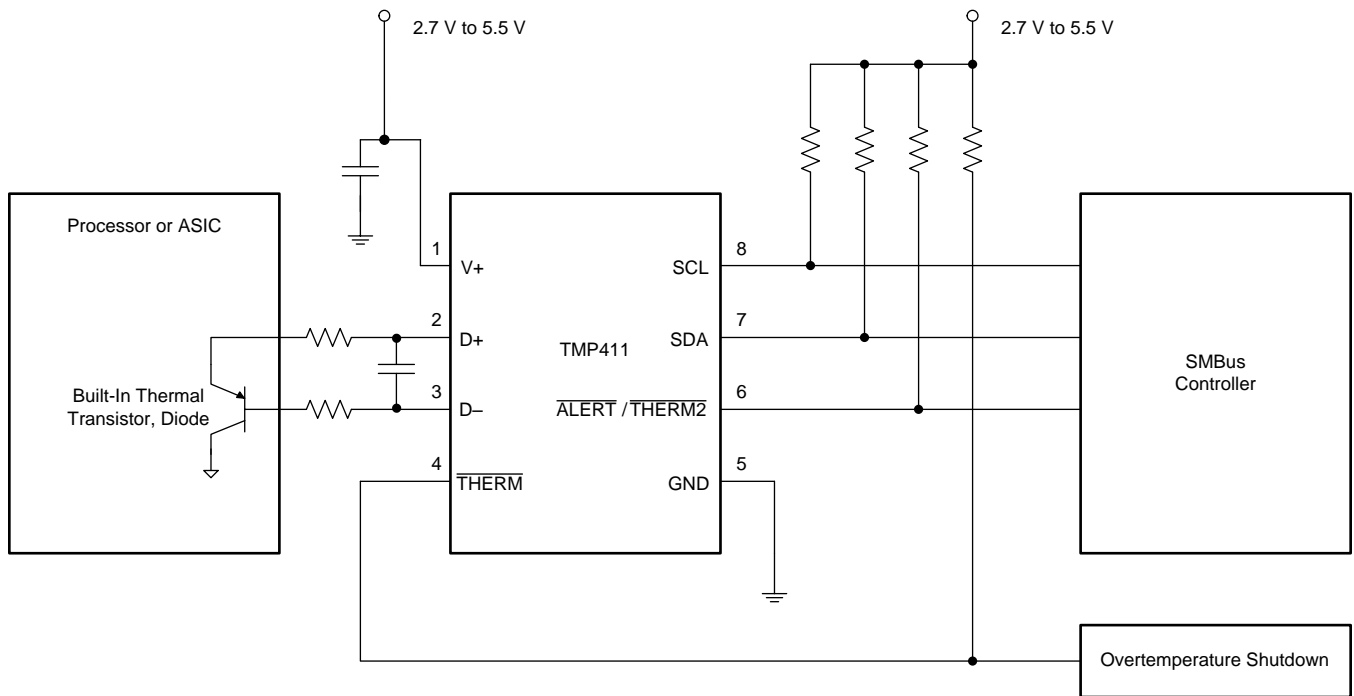 2.7 V to 5.5 V
2.7 V to 5.5 V
Processor or ASIC
Built-In Thermal
Transistor, Diode
1
V+
2
D+
3
D–
4
THERM
TMP411
8
SCL
7
SDA
6
ALERT / THERM2
5
GND
SMBus
Controller
Overtemperature Shutdown